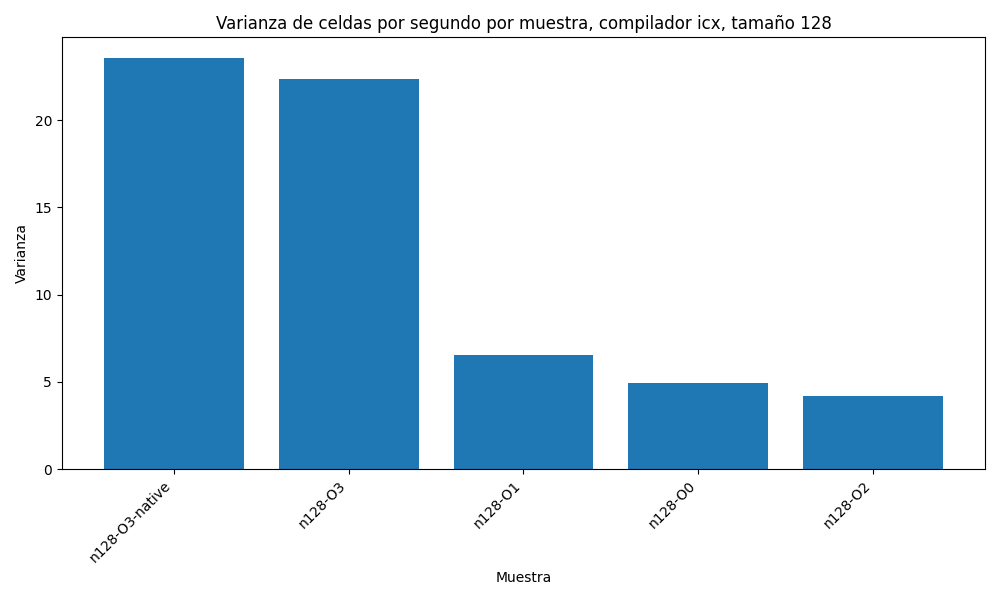 Varianza de celdas por segundo por muestra, compilador icx, tamaño 128
Varianza
20
15
10
5
0
n128-O3-native
n128-O3
n128-O1
n128-O0
n128-O2
Muestra